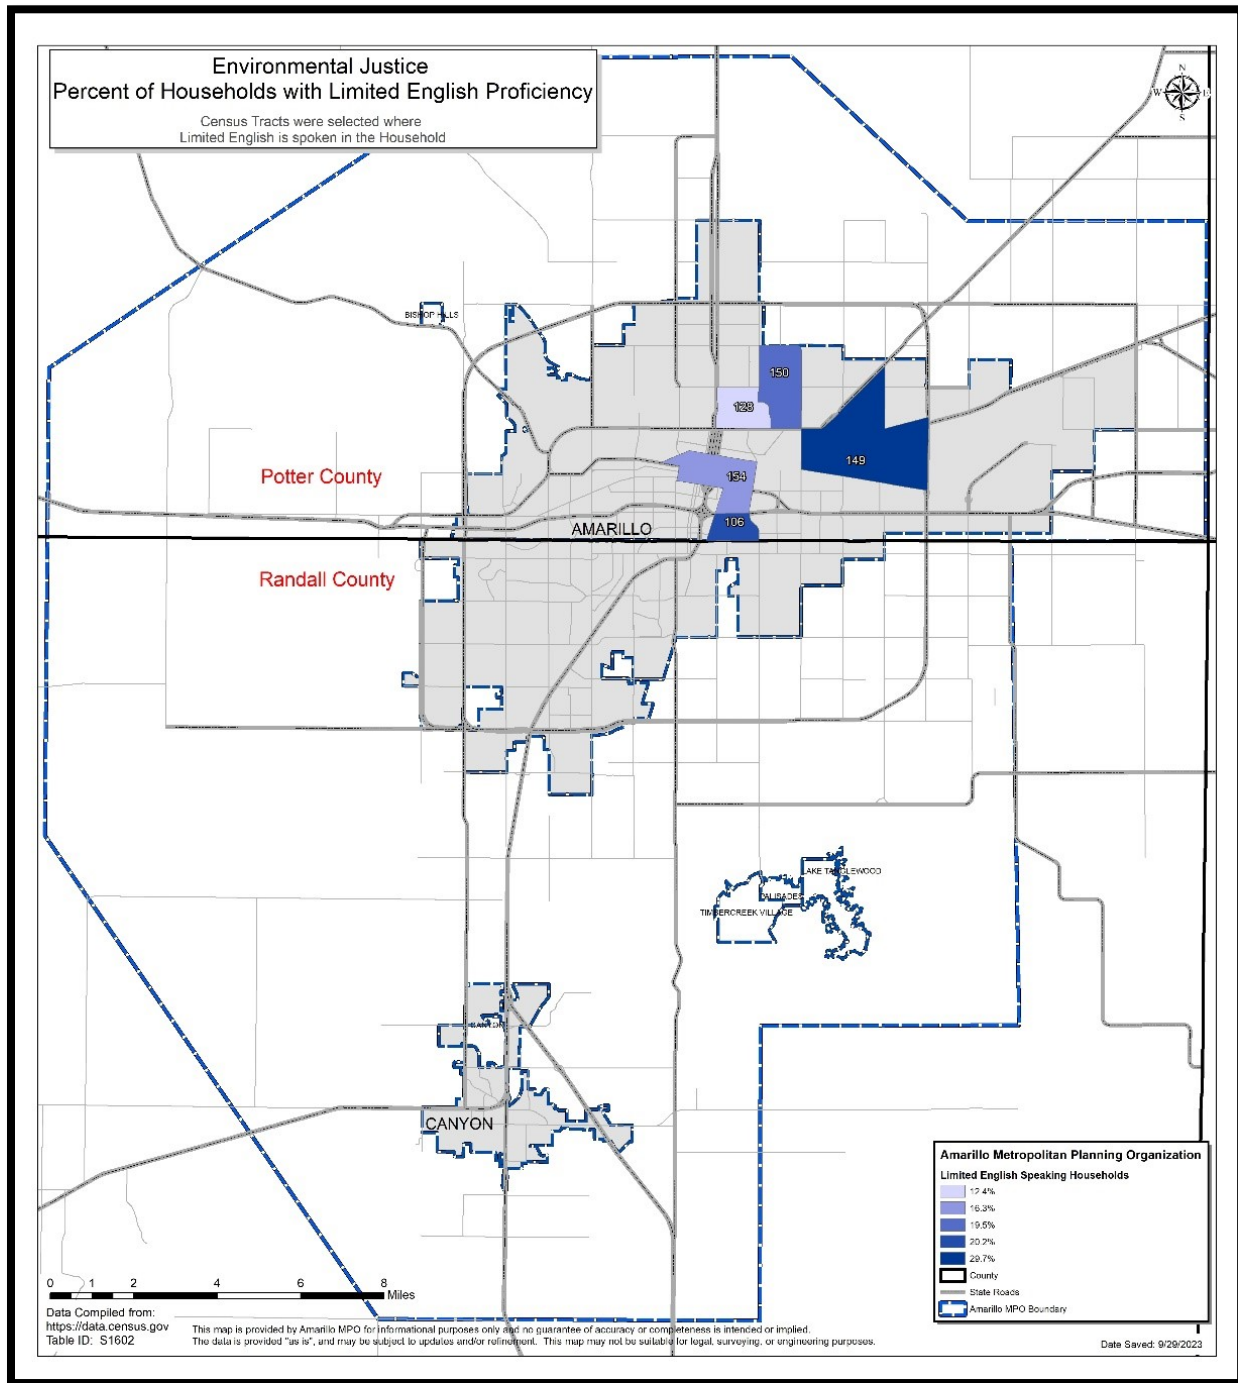 Environmental Justice
Percent of Households with Limited English Proficiency
Census Tracts were selected where
Limited English is spoken in the Household
N
W
E
S
BISHOP HILLS
150
128
149
154
106
Potter County
AMARILLO
Randall County
LAKE TANGLEWOOD
PALISADES
TIMBERCREEK VILLAGE
CANYON
CANYON
Amarillo Metropolitan Planning Organization
Limited English Speaking Households
12.4%
16.3%
19.5%
20.2%
29.7%
County
State Roads
Amarillo MPO Boundary
0 1 2 4 6 8
Miles
Data Compiled from:
https://data.census.gov
Table ID: S1602
This map is provided by Amarillo MPO for informational purposes only and no guarantee of accuracy or completeness is intended or implied.
The data is provided "as is", and may be subject to updates and/or refinement. This map may not be suitable for legal, surveying, or engineering purposes.
Date Saved: 9/29/2023